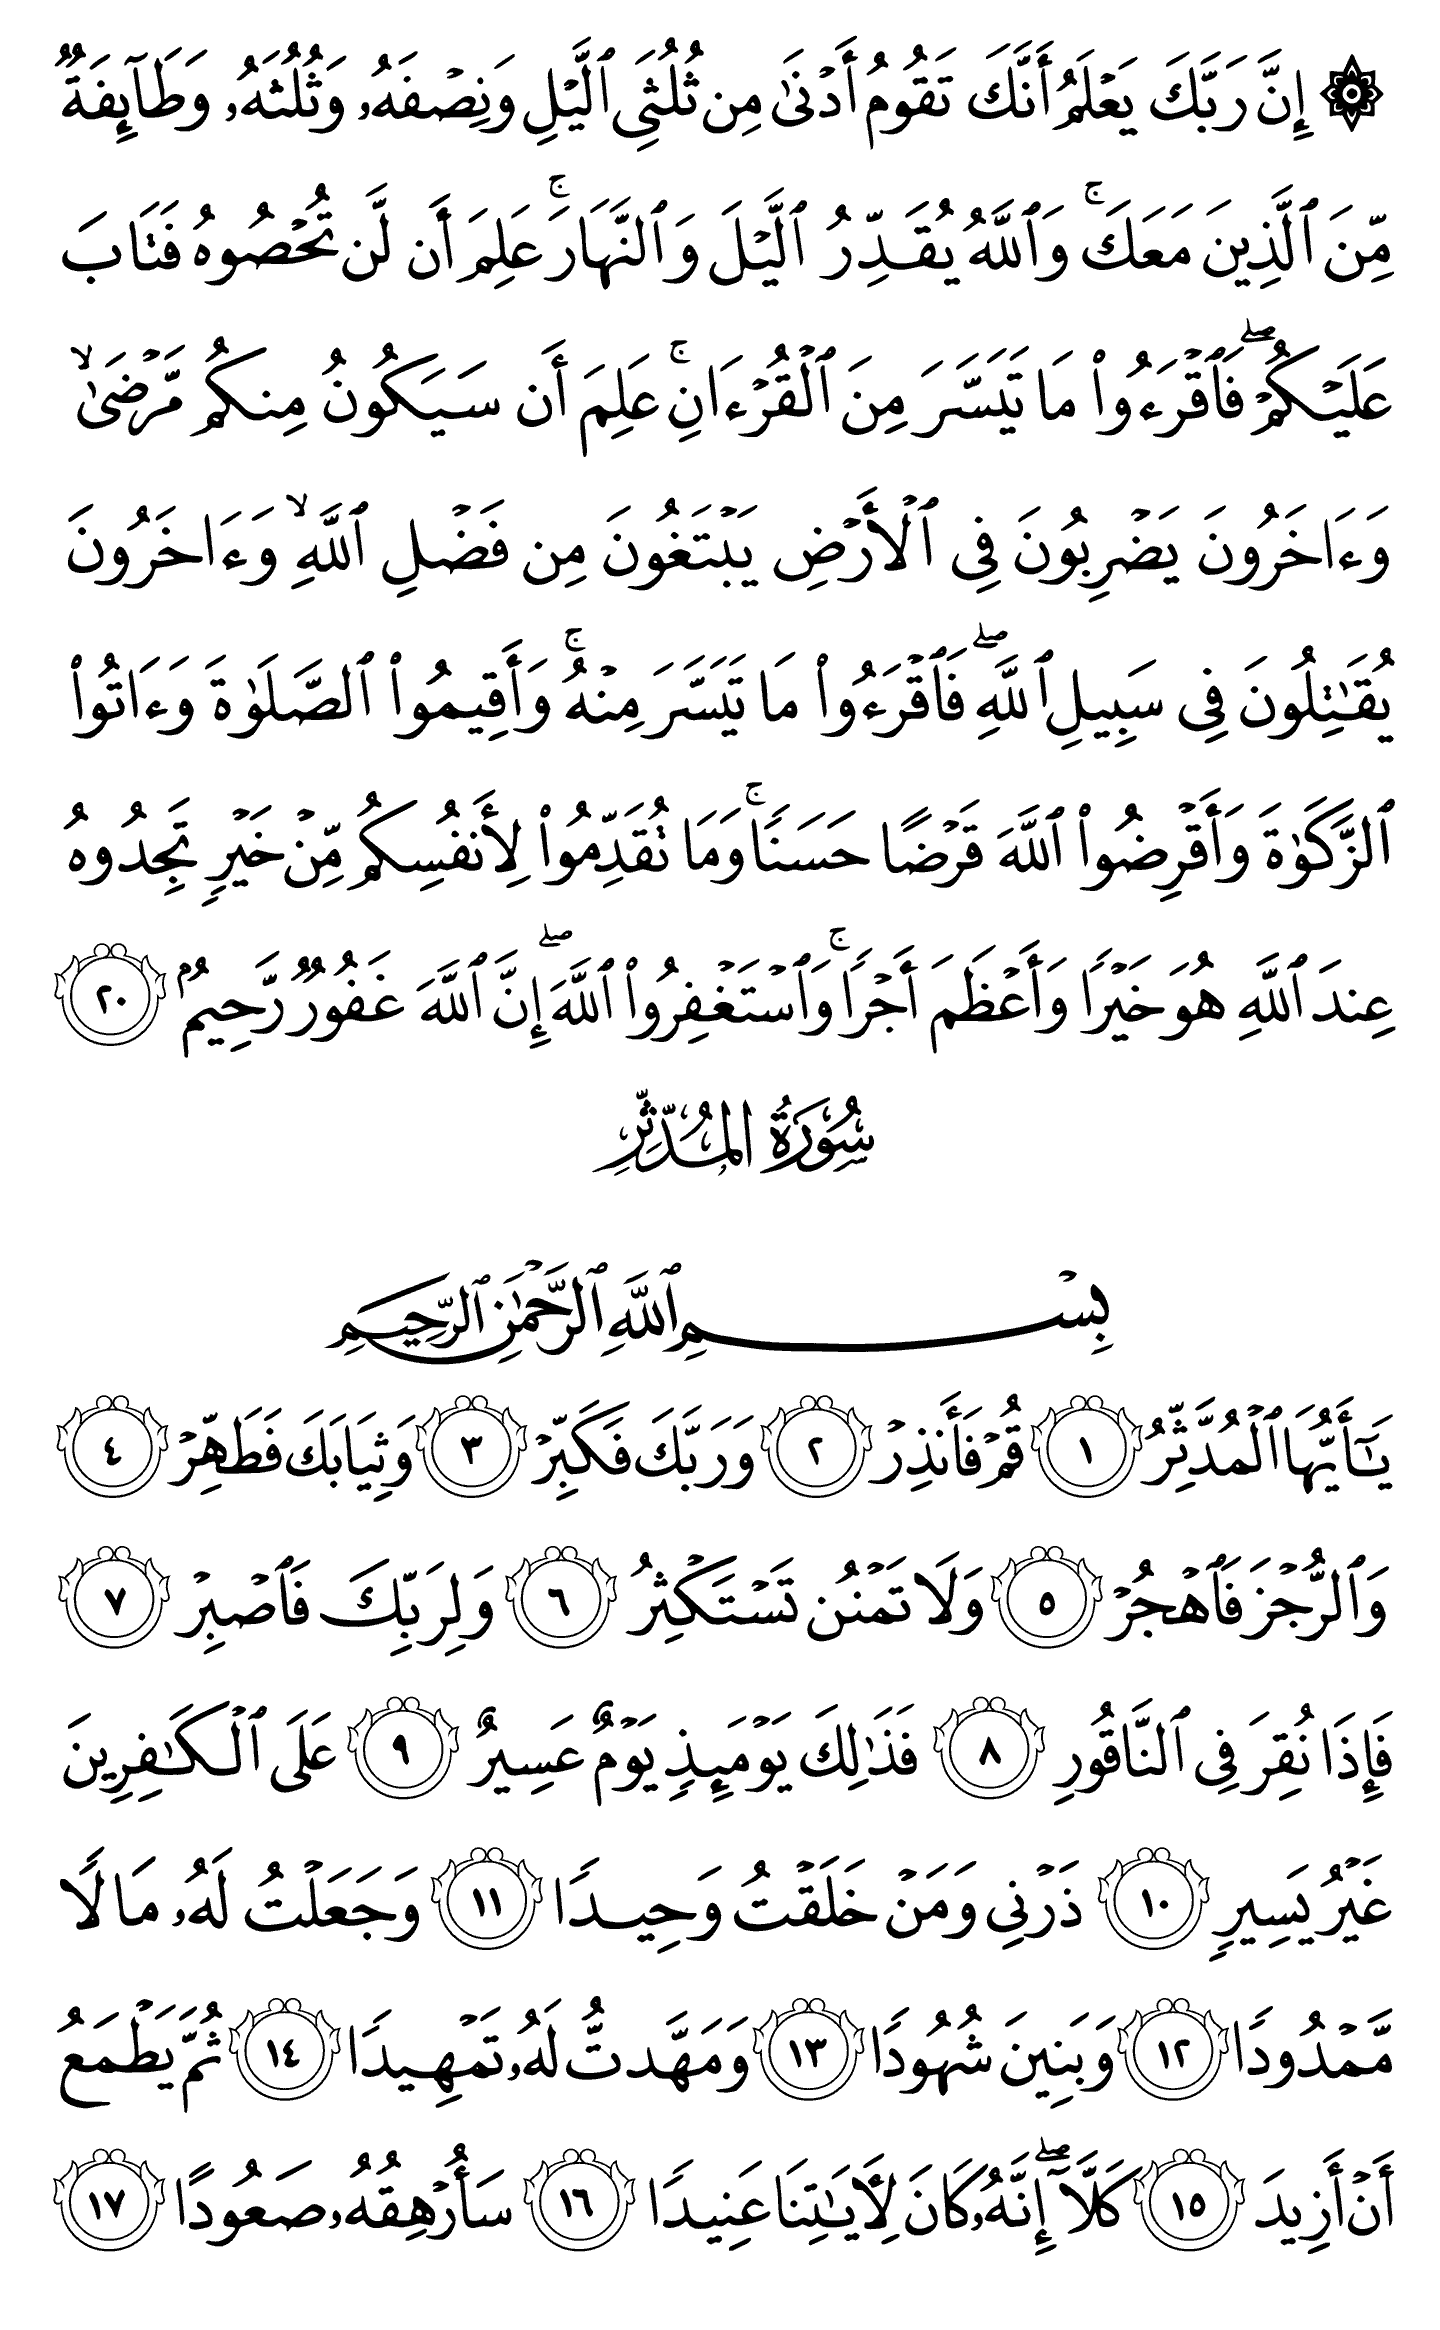 ۞ إِنَّ رَبَّكَ يَعۡلَمُ أَنَّكَ تَقُومُ أَدۡنَىٰ مِن ثُلُثَيِ ٱلَّيۡلِ وَنِصۡفَهُۥ وَثُلُثَهُۥ وَطَآئِفَةٞ
مِّنَ ٱلَّذِينَ مَعَكَۚ وَٱللَّهُ يُقَدِّرُ ٱلَّيۡلَ وَٱلنَّهَارَۚ عَلِمَ أَن لَّن تُحۡصُوهُ فَتَابَ
عَلَيۡكُمۡۖ فَٱقۡرَءُواْ مَا تَيَسَّرَ مِنَ ٱلۡقُرۡءَانِۚ عَلِمَ أَن سَيَكُونُ مِنكُم مَّرۡضَىٰۙ
وَءَاخَرُونَ يَضۡرِبُونَ فِي ٱلۡأَرۡضِ يَبۡتَغُونَ مِن فَضۡلِ ٱللَّهِۙ وَءَاخَرُونَ
يُقَٰتِلُونَ فِي سَبِيلِ ٱللَّهِۖ فَٱقۡرَءُواْ مَا تَيَسَّرَ مِنۡهُۚ وَأَقِيمُواْ ٱلصَّلَوٰةَ وَءَاتُواْ
ٱلزَّكَوٰةَ وَأَقۡرِضُواْ ٱللَّهَ قَرۡضًا حَسَنٗاۚ وَمَا تُقَدِّمُواْ لِأَنفُسِكُم مِّنۡ خَيۡرٖ تَجِدُوهُ
عِندَ ٱللَّهِ هُوَ خَيۡرٗا وَأَعۡظَمَ أَجۡرٗاۚ وَٱسۡتَغۡفِرُواْ ٱللَّهَۖ إِنَّ ٱللَّهَ غَفُورٞ رَّحِيمُۢ ٢٠
سُورَةُ المُدَّثِّرِ
بِسۡمِ ٱللَّهِ ٱلرَّحۡمَٰنِ ٱلرَّحِيمِ
يَٰٓأَيُّهَا ٱلۡمُدَّثِّرُ ١ قُمۡ فَأَنذِرۡ ٢ وَرَبَّكَ فَكَبِّرۡ ٣ وَثِيَابَكَ فَطَهِّرۡ ٤
وَٱلرُّجۡزَ فَٱهۡجُرۡ ٥ وَلَا تَمۡنُن تَسۡتَكۡثِرُ ٦ وَلِرَبِّكَ فَٱصۡبِرۡ ٧
فَإِذَا نُقِرَ فِي ٱلنَّاقُورِ ٨ فَذَٰلِكَ يَوۡمَئِذٖ يَوۡمٌ عَسِيرٌ ٩ عَلَى ٱلۡكَٰفِرِينَ
غَيۡرُ يَسِيرٖ ١٠ ذَرۡنِي وَمَنۡ خَلَقۡتُ وَحِيدٗا ١١ وَجَعَلۡتُ لَهُۥ مَالٗا
مَّمۡدُودٗا ١٢ وَبَنِينَ شُهُودٗا ١٣ وَمَهَّدتُّ لَهُۥ تَمۡهِيدٗا ١٤ ثُمَّ يَطۡمَعُ
أَنۡ أَزِيدَ ١٥ كَلَّآۖ إِنَّهُۥ كَانَ لِأٓيَٰتِنَا عَنِيدٗا ١٦ سَأُرۡهِقُهُۥ صَعُودًا ١٧